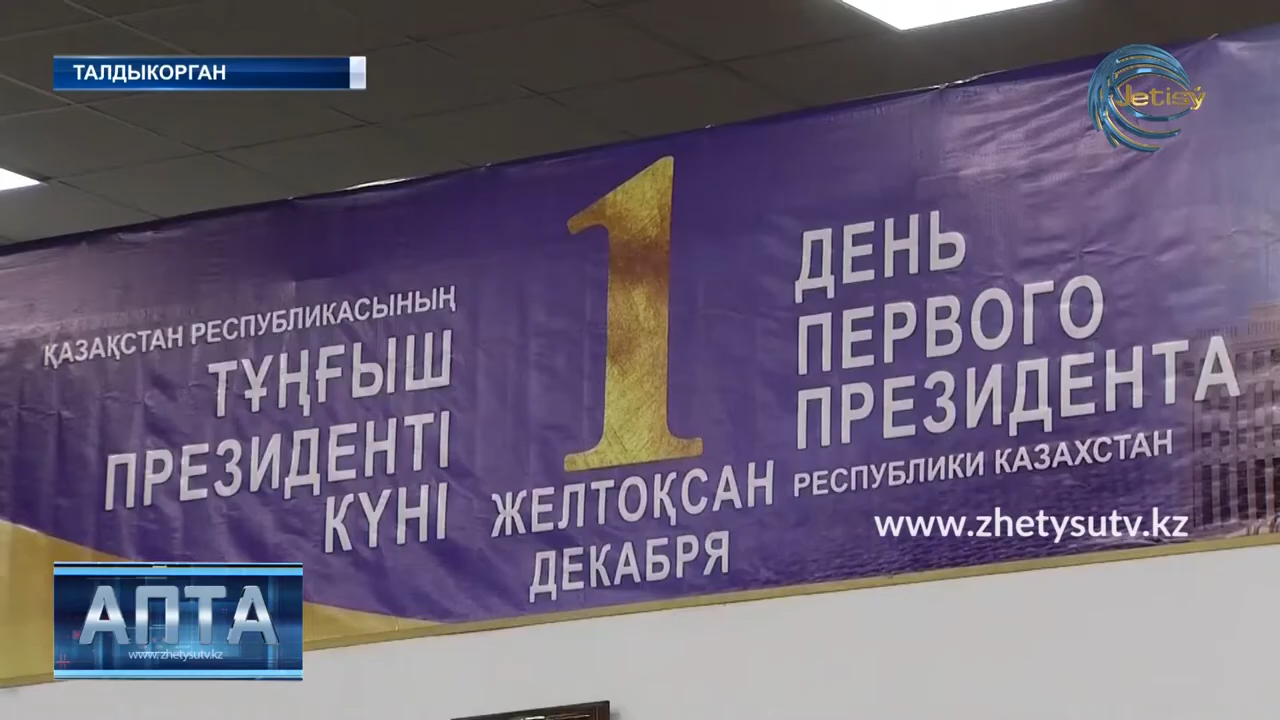 ТАЛДЫКОРГАН
Jetisý
ҚАЗАҚСТАН РЕСПУБЛИКАСЫНЫҢ
ТҰҢҒЫШ
ПРЕЗИДЕНТІ
КҮНІ
1
ЖЕЛТОҚСАН
ДЕКАБРЯ
ДЕНЬ
ПЕРВОГО
ПРЕЗИДЕНТА
РЕСПУБЛИКИ КАЗАХСТАН
www.zhetysutv.kz
АПТА
www.zhetysutv.kz